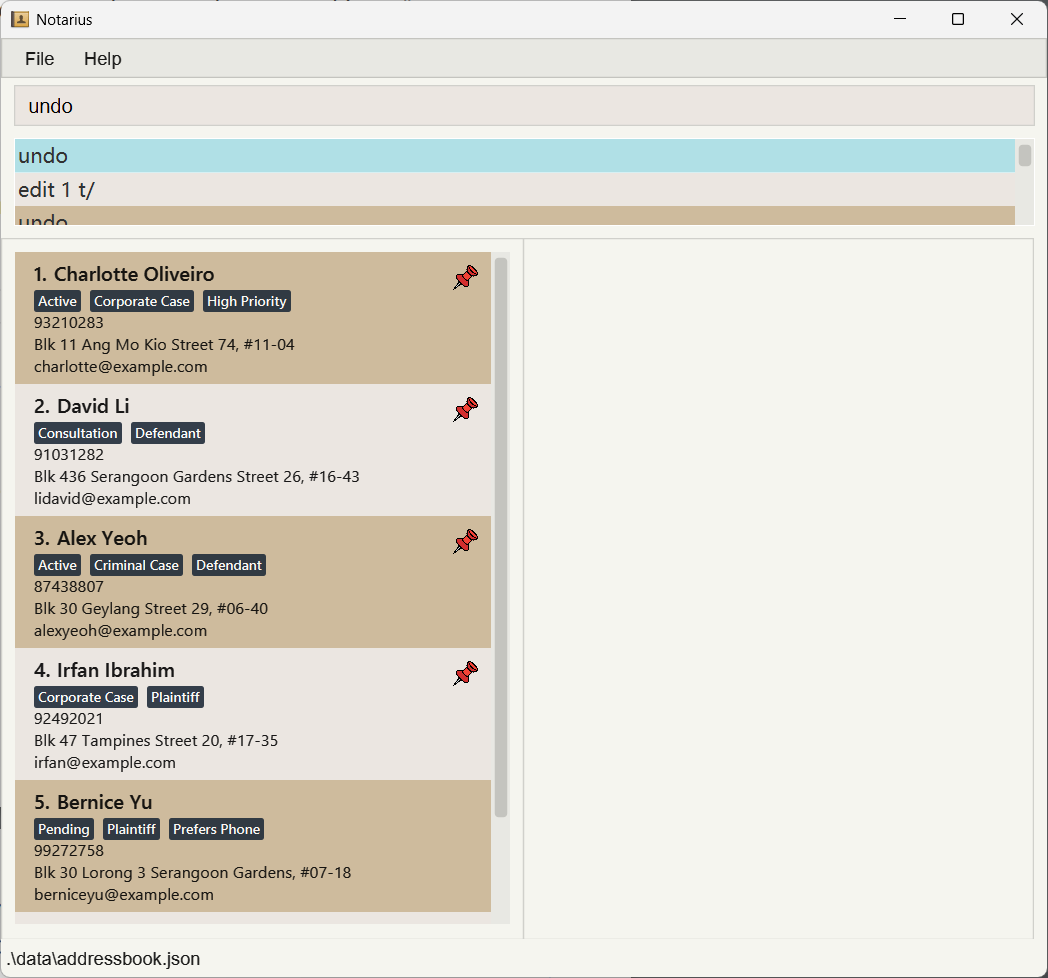 Notarius
File Help
undo
undo
edit 1 t/
undo
1. Charlotte Oliveiro
Active Corporate Case High Priority
93210283
Blk 11 Ang Mo Kio Street 74, #11-04
charlotte@example.com
2. David Li
Consultation Defendant
91031282
Blk 436 Serangoon Gardens Street 26, #16-43
lidavid@example.com
3. Alex Yeoh
Active Criminal Case Defendant
87438807
Blk 30 Geylang Street 29, #06-40
alexyeoh@example.com
4. Irfan Ibrahim
Corporate Case Plaintiff
92492021
Blk 47 Tampines Street 20, #17-35
irfan@example.com
5. Bernice Yu
Pending Plaintiff Prefers Phone
99272758
Blk 30 Lorong 3 Serangoon Gardens, #07-18
berniceyu@example.com
.\data\addressbook.json